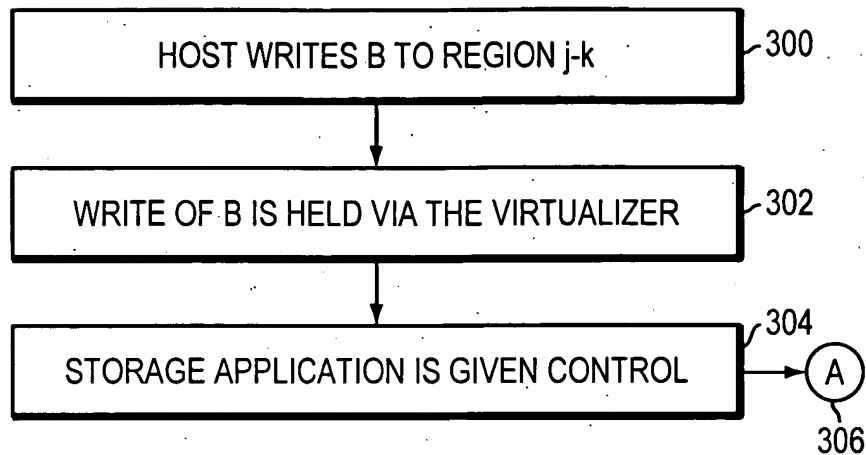 HOST WRITES B TO REGION j-k
300
WRITE OF B IS HELD VIA THE VIRTUALIZER
302
STORAGE APPLICATION IS GIVEN CONTROL
304
A
306